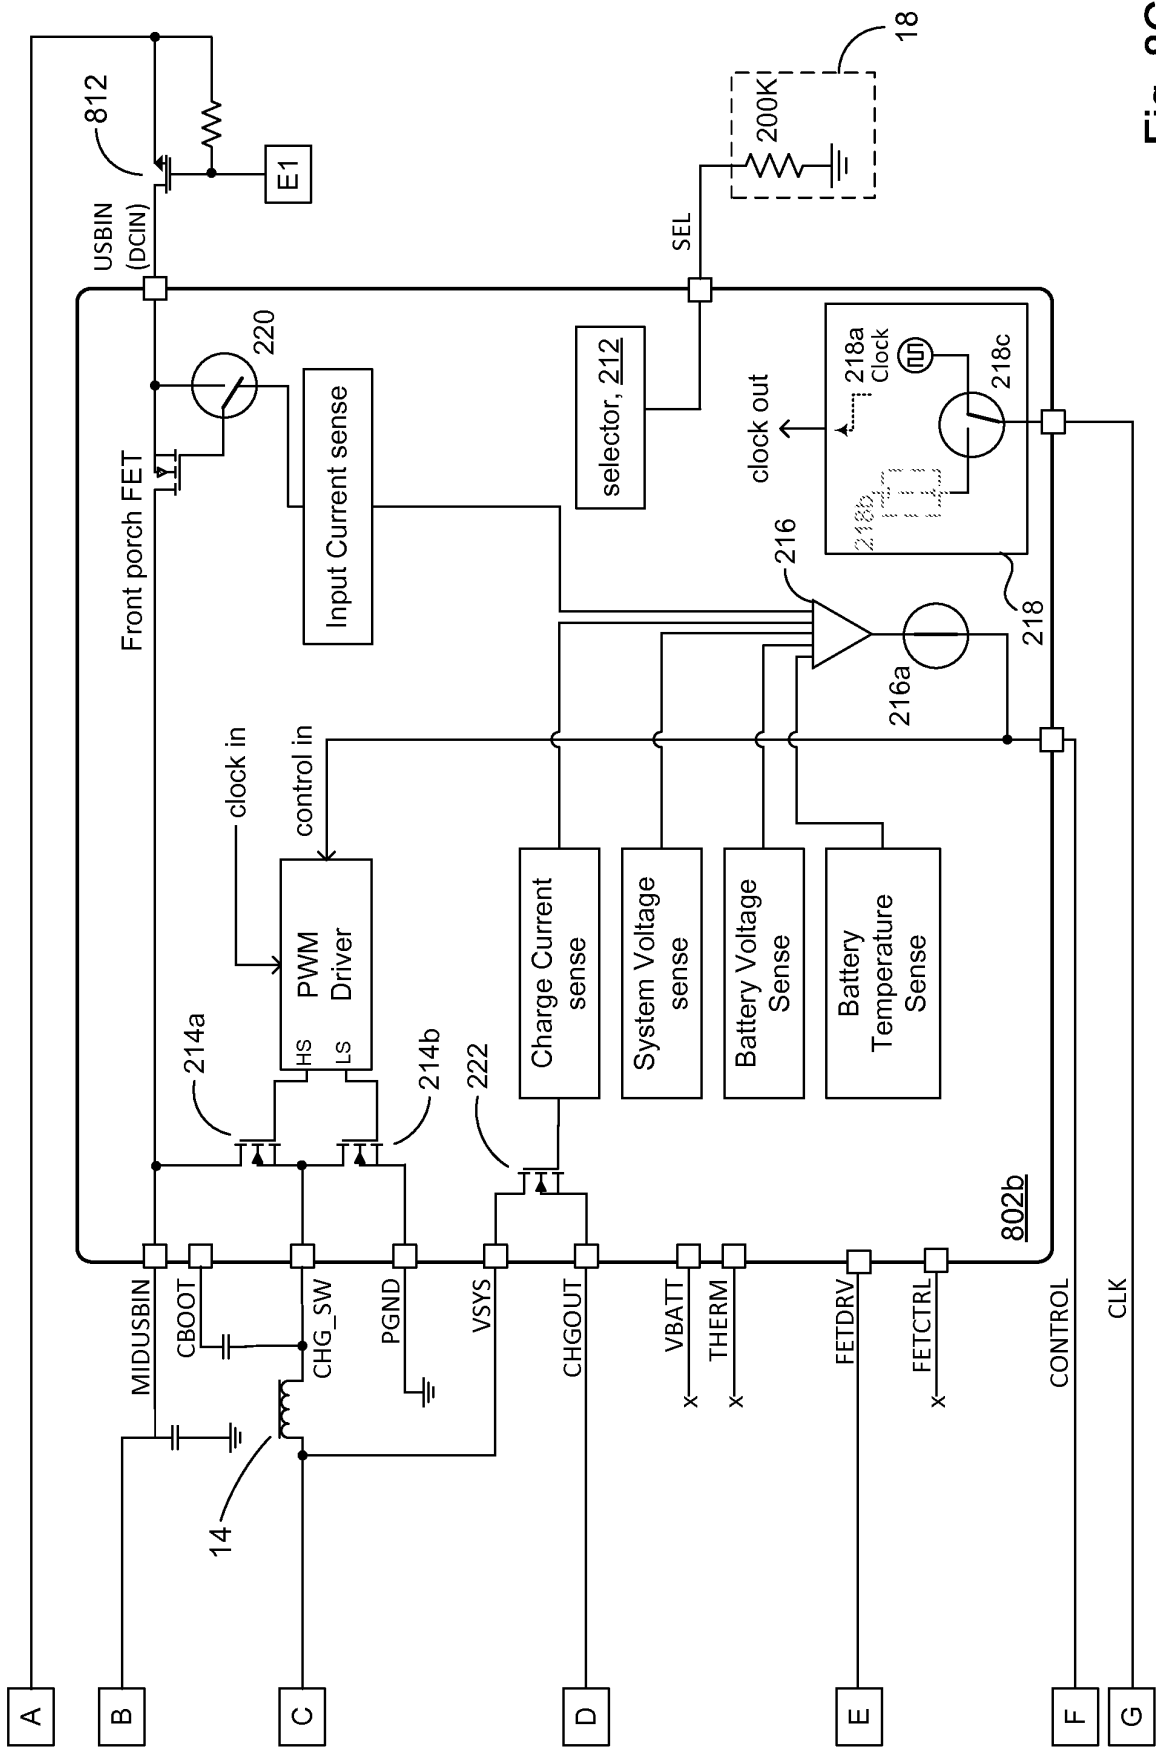 A
B
C
D
E
F
G
812
E1
USBIN
(DCIN)
18
200K
SEL
Front porch FET
220
Input Current sense
selector, 212
clock out
218a
Clock
218b
218c
218
216
216a
clock in
control in
PWM
Driver
HS
LS
214a
214b
222
Charge Current
sense
System Voltage
sense
Battery Voltage
Sense
Battery
Temperature
Sense
802b
MIDUSBIN
CBOOT
CHG_SW
PGND
VSYS
CHGOUT
VBATT
x
THERM
x
FETDRV
FETCTRL
x
CONTROL
CLK
14